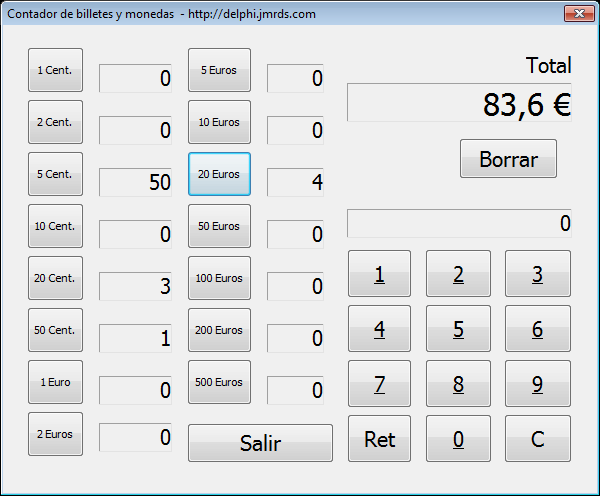 Contador de billetes y monedas - http://delphi.jmrds.com
1 Cent. 0 5 Euros 0 Total
2 Cent. 0 10 Euros 0 83,6 €
5 Cent. 50 20 Euros 4 Borrar
10 Cent. 0 50 Euros 0 0
20 Cent. 3 100 Euros 0 1 2 3
50 Cent. 1 200 Euros 0 4 5 6
1 Euro 0 500 Euros 0 7 8 9
2 Euros 0 Salir Ret 0 C